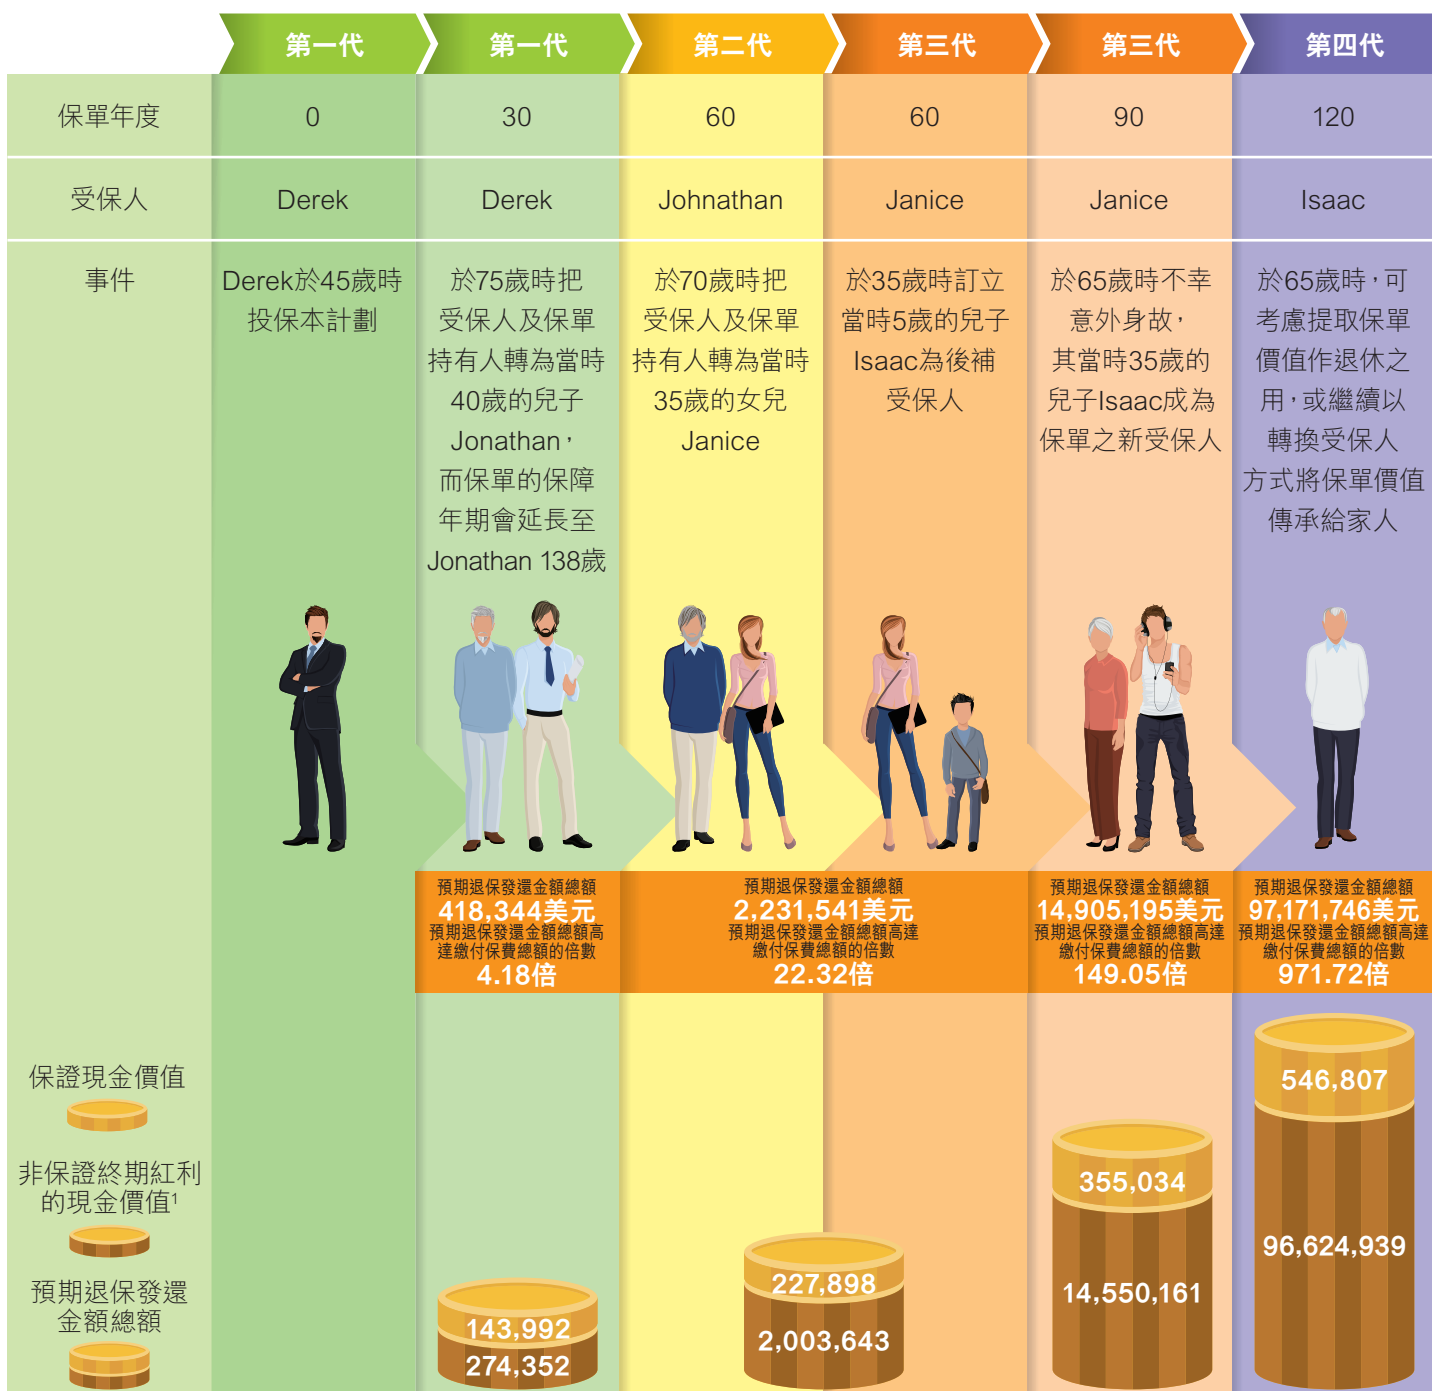 第一代
第一代
第二代
第三代
第三代
第四代
保單年度
0
30
60
60
90
120
受保人
Derek
Derek
Johnathan
Janice
Janice
Isaac
事件
Derek於45歲時
投保本計劃
於75歲時把
受保人及保單
持有人轉為當時
40歲的兒子
Jonathan，
而保單的保障
年期會延長至
Jonathan 138歲
於70歲時把
受保人及保單
持有人轉為當時
35歲的女兒
Janice
於35歲時訂立
當時5歲的兒子
Isaac為後補
受保人
於65歲時不幸
意外身故，
其當時35歲的
兒子Isaac成為
保單之新受保人
於65歲時，可
考慮提取保單
價值作退休之
用，或繼續以
轉換受保人
方式將保單價值
傳承給家人
預期退保發還金額總額
418,344美元
預期退保發還金額總額高
達繳付保費總額的倍數
4.18倍
預期退保發還金額總額
2,231,541美元
預期退保發還金額總額高達
繳付保費總額的倍數
22.32倍
預期退保發還金額總額
14,905,195美元
預期退保發還金額總額高達
繳付保費總額的倍數
149.05倍
預期退保發還金額總額
97,171,746美元
預期退保發還金額總額高達
繳付保費總額的倍數
971.72倍
保證現金價值
非保證終期紅利
的現金價值¹
預期退保發還
金額總額
143,992
274,352
227,898
2,003,643
355,034
14,550,161
546,807
96,624,939